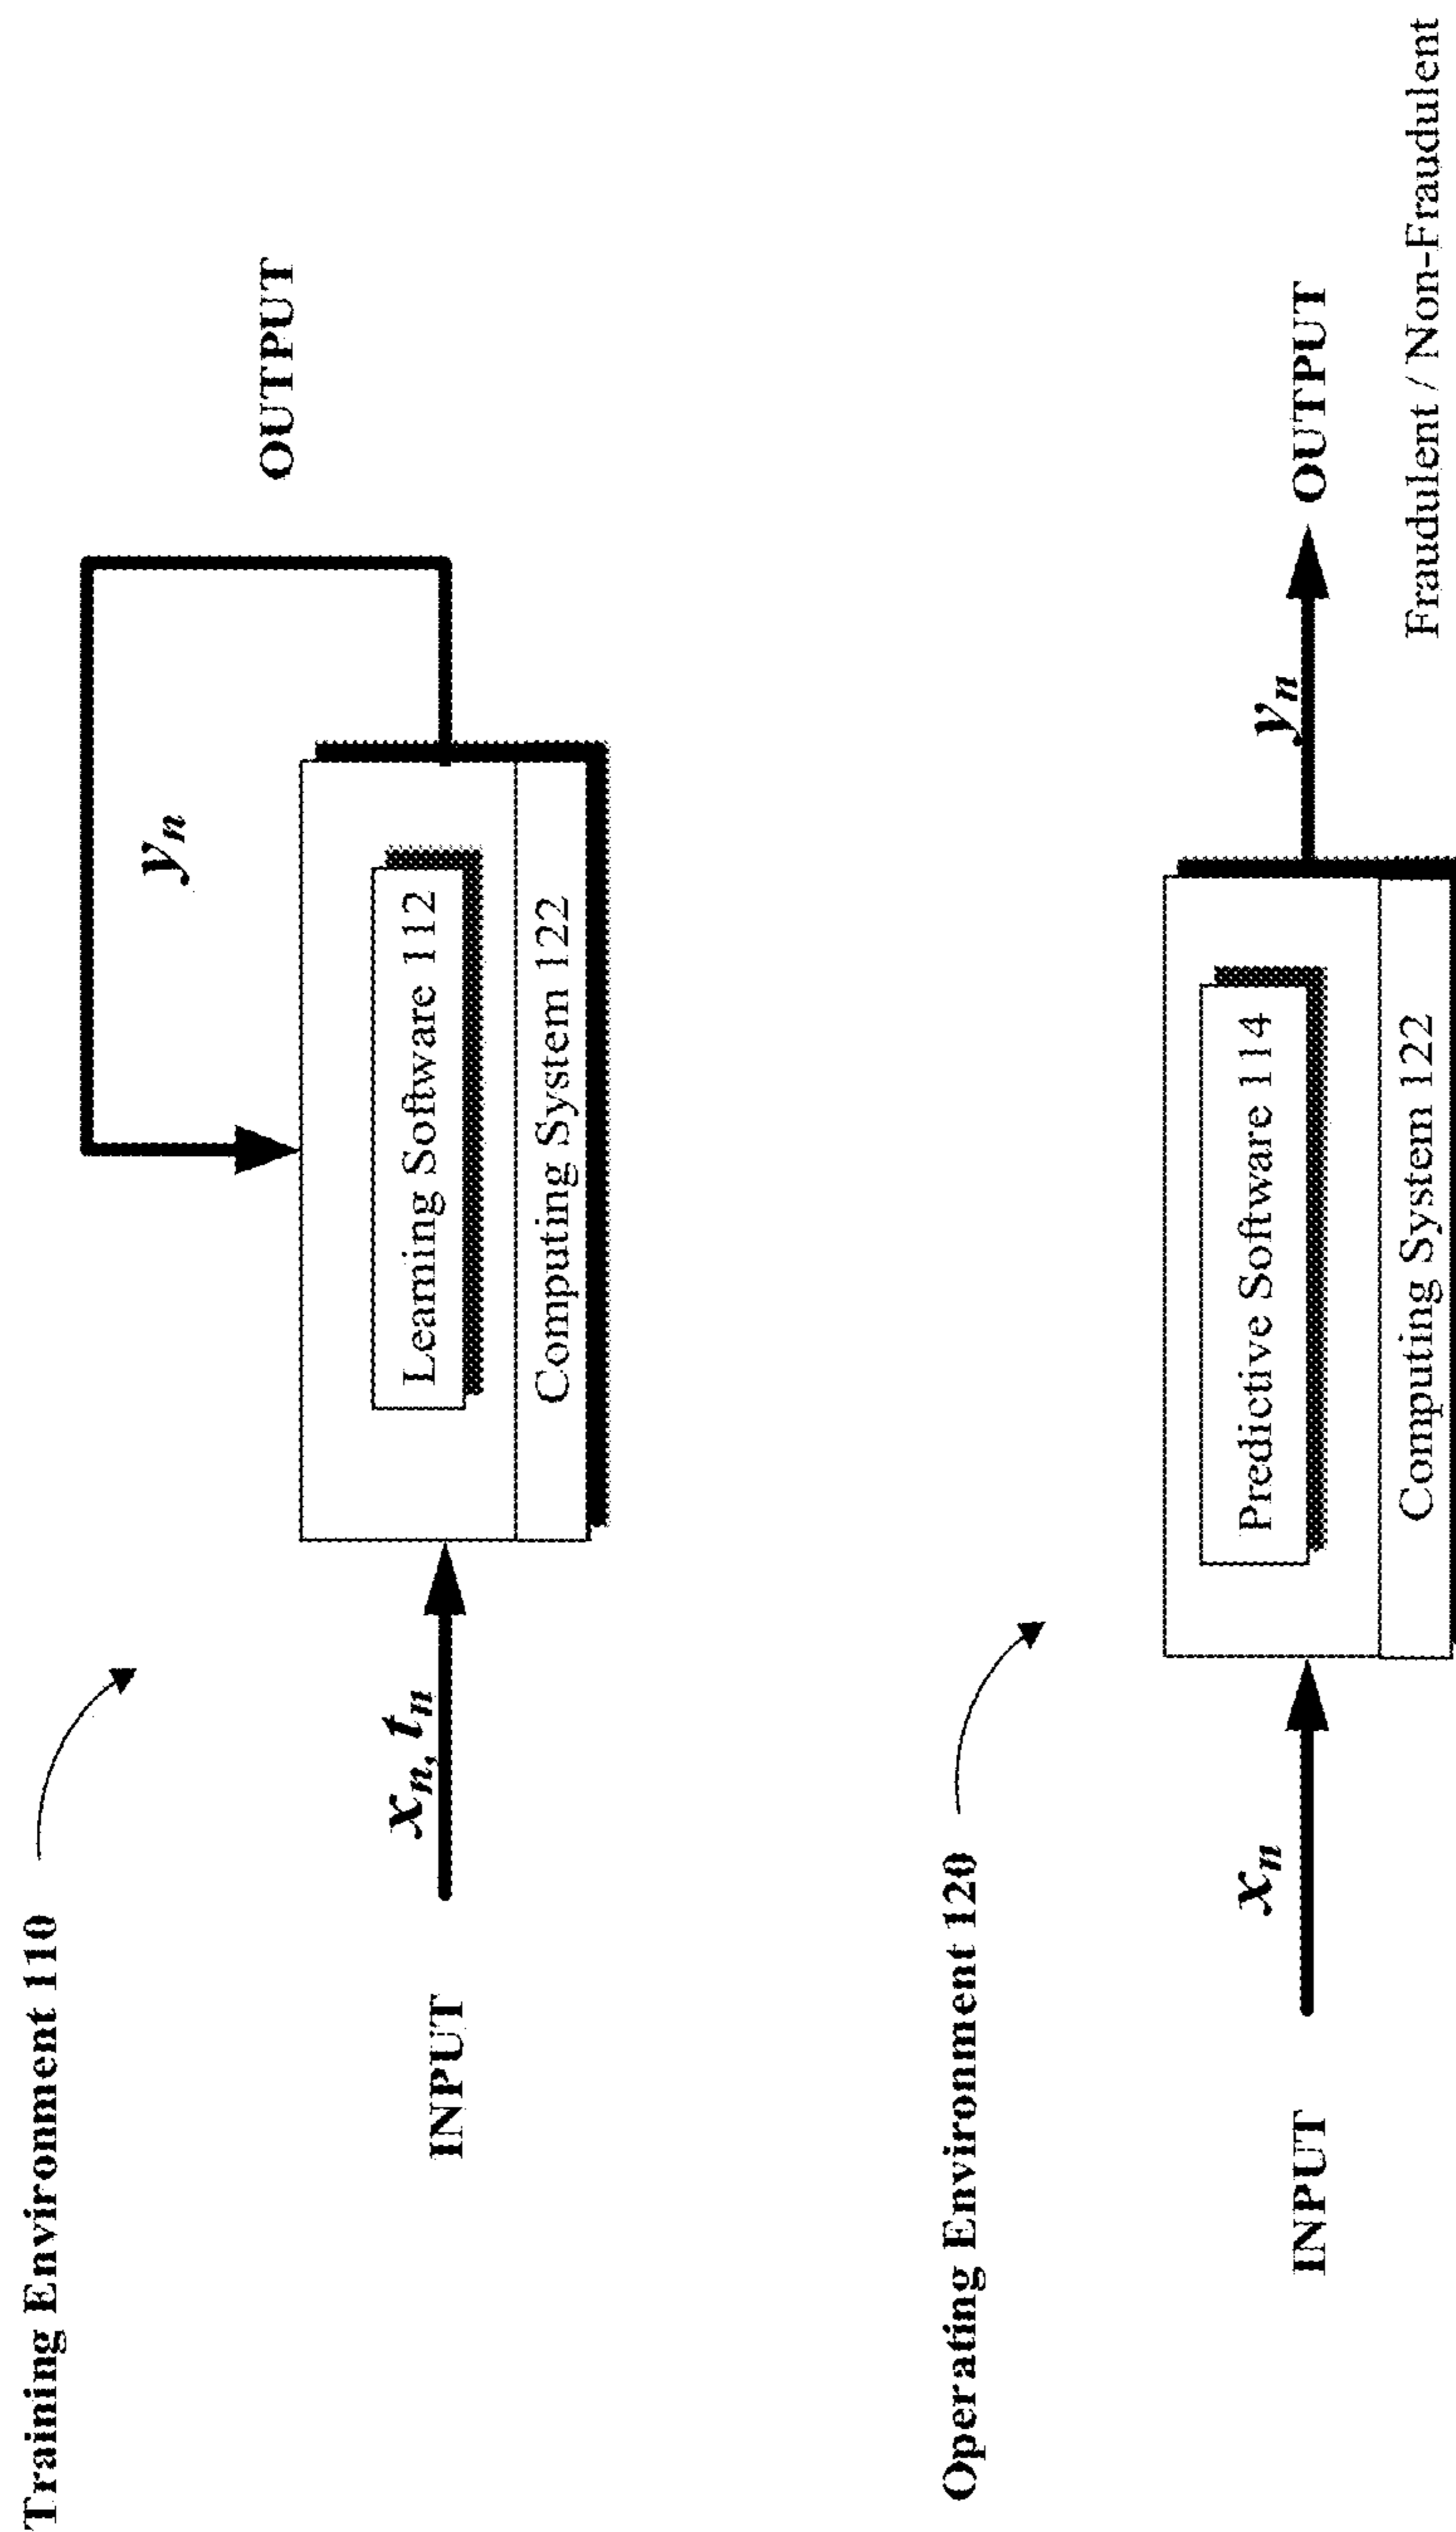 Training Environment 110
y_n
OUTPUT
x_n, t_n
INPUT
Learning Software 112
Computing System 122
Operating Environment 120
INPUT
x_n
Predictive Software 114
Computing System 122
y_n
OUTPUT
Fraudulent / Non-Fraudulent